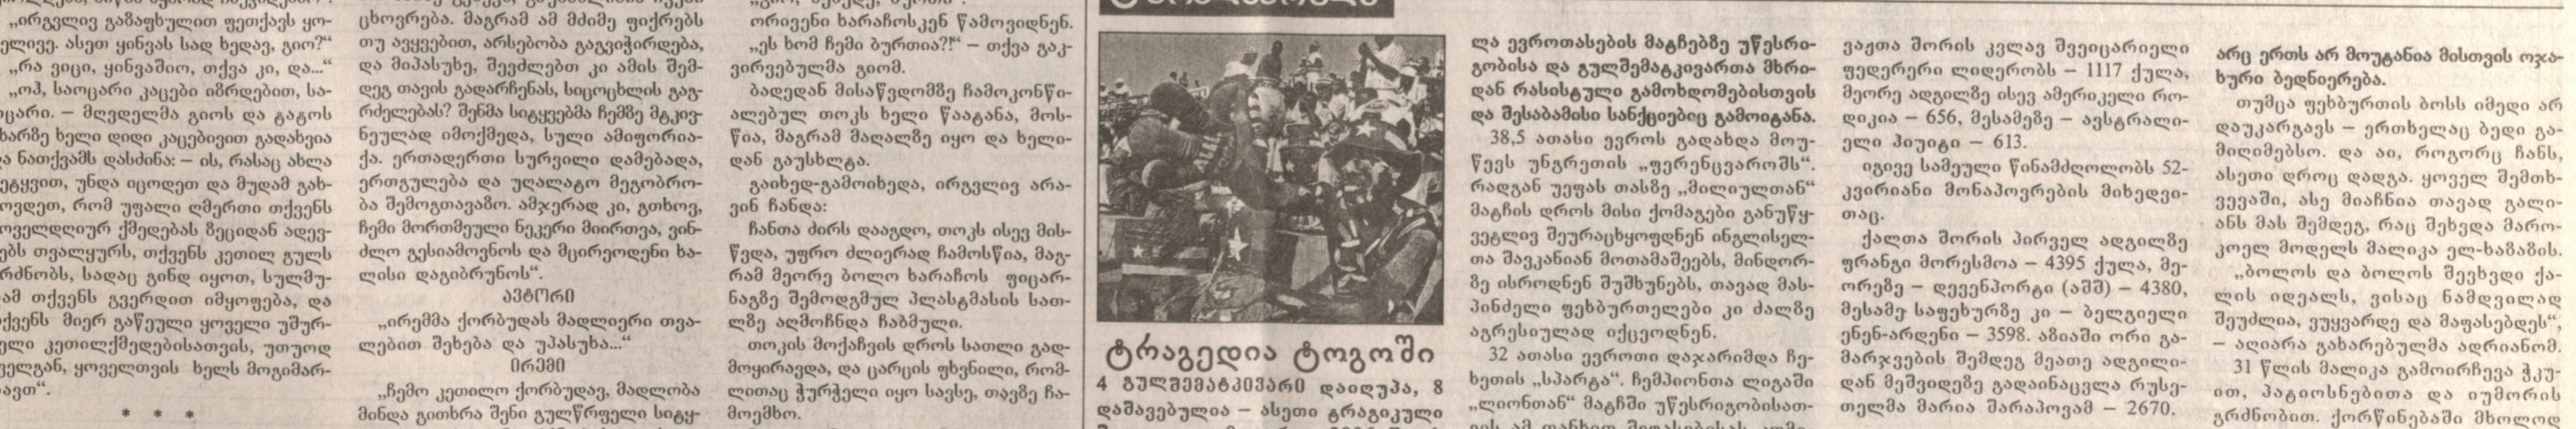 „ირგვლივ გაზაფხულით ფეთქავს ყო-
ელივე. ასეთ ყინვას სად ხედავ, გიო?“
„რა ვიცი, ყინვაშიო, თქვა კი, და...“
„ოჰ, საოცარი კაცები იზრდებით, სა-
ოცარი. – მღვდელმა გიოს და ტატოს
ხარზე ხელი დიდი კაცებივით გადახვია
ა ნათქვამს დასძინა: – ის, რასაც ახლა
ეტყვით, უნდა იცოდეთ და მუდამ გახ-
ოვდეთ, რომ უფალი ღმერთი თქვენს
ოველდღიურ ქმედებას ზეციდან ადევ-
ებს თვალყურს, თქვენს კეთილ გულს
რძნობს, სადაც გინდ იყოთ, სულმუ-
ამ თქვენს გვერდით იმყოფება, და
ქვენს მიერ გაწეული ყოველი უშურ-
ელი კეთილქმედებისათვის, უთუოდ
ველგან, ყოველთვის ხელს მოგიმარ-
ავთ“.
* * *
ცხოვრება. მაგრამ ამ მძიმე ფიქრებს
თუ ავყვებით, არსებობა გაგვიჭირდება,
და მიპასუხე, შევძლებთ კი ამის შემ-
დეგ თავის გადარჩენას, სიცოცხლის გაგ-
რძელებას? შენმა სიტყვებმა ჩემზე მტკივ-
ნეულად იმოქმედა, სული ამიფორია-
ქა. ერთადერთი სურვილი დამებადა,
ერთგულება და უღალატო მეგობრო-
ბა შემოგთავაზო. ამჯერად კი, გთხოვ,
ჩემი მორთმეული ნეკერი მიირთვა, ვინ-
ძლო გესიამოვნოს და მცირეოდენი ხა-
ლისი დაგიბრუნოს“.
ავტორი
„ირემმა ქორბუდას მადლიერი თვა-
ლებით შეხება და უპასუხა...“
ირემი
„ჩემო კეთილო ქორბუდავ, მადლობა
მინდა გითხრა შენი გულწრფელი სიტყ-
ორივენი ხარაჩოსკენ წამოვიდნენ.
„ეს ხომ ჩემი ბურთია?!“ – თქვა გაკ-
ვირვებულმა გიომ.
ბადედან მისაწვდომზე ჩამოკონწი-
ალებულ თოკს ხელი წაატანა, მოს-
წია, მაგრამ მაღალზე იყო და ხელი-
დან გაუსხლტა.
გაიხედ-გამოიხედა, ირგვლივ არა-
ვინ ჩანდა:
ჩანთა ძირს დააგდო, თოკს ისევ მის-
წვდა, უფრო ძლიერად ჩამოსწია, მაგ-
რამ მეორე ბოლო ხარაჩოს ფიცარ-
ნაგზე შემოდგმულ პლასტმასის სათ-
ლზე აღმოჩნდა ჩაბმული.
თოკის მოქაჩვის დროს სათლი გად-
მოყირავდა, და ცარცის ფხვნილი, რომ-
ლითაც ჭურჭელი იყო სავსე, თავზე ჩა-
მოემხო.
ტრაგედია ტოგოში
4 გულშემატკივარი დაიღუპა, 8
დაშავებულია – ასეთი ტრაგიკული
ლა ევროთასების მატჩებზე უწესრი-
გობისა და გულშემატკივართა მხრი-
დან რასისტული გამოხდომებისთვის
და შესაბამისი სანქციებიც გამოიტანა.
38,5 ათასი ევროს გადახდა მოუ-
წევს უნგრეთის „ფერენცვაროშს“.
რადგან უეფას თასზე „მილიულთან“
მატჩის დროს მისი ქომაგები განუწყ-
ვეტლივ შეურაცხყოფდნენ ინგლისელ-
თა შავკანიან მოთამაშეებს, მინდორ-
ზე ისროდნენ შუშხუნებს, თავად მას-
პინძელი ფეხბურთელები კი ძალზე
აგრესიულად იქცეოდნენ.
32 ათასი ევროთი დაჯარიმდა ჩე-
ხეთის „სპარტა“. ჩემპიონთა ლიგაში
„ლიონთან“ მატჩში უწესრიგობისათ-
ვაჟთა შორის კვლავ შვეიცარიელი
ფედერერი ლიდერობს – 1117 ქულა,
მეორე ადგილზე ისევ ამერიკელი რო-
დიკია – 656, მესამეზე – ავსტრალი-
ელი ჰიუიტი – 613.
იგივე სამეული წინამძღოლობს 52-
კვირიანი მონაპოვრების მიხედვი-
თაც.
ქალთა შორის პირველ ადგილზე
ფრანგი მორესმოა – 4395 ქულა, მე-
ორეზე – დევენპორტი (აშშ) – 4380,
მესამე საფეხურზე კი – ბელგიელი
ენენ-არდენი – 3598. აზიაში ორი გა-
მარჯვების შემდეგ მეათე ადგილი-
დან მეშვიდეზე გადაინაცვლა რუსე-
თელმა მარია შარაპოვამ – 2670.
არც ერთს არ მოუტანია მისთვის ოჯა-
ხური ბედნიერება.
თუმცა ფეხბურთის ბოსს იმედი არ
დაუკარგავს – ერთხელაც ბედი გა-
მიღიმებსო. და აი, როგორც ჩანს,
ასეთი დროც დადგა. ყოველ შემთხ-
ვევაში, ასე მიაჩნია თავად გალი-
ანს მას შემდეგ, რაც შეხვდა მარო-
კოელ მოდელს მალიკა ელ-ხაზაზის.
„ბოლოს და ბოლოს შევხვდი ქა-
ლის იდეალს, ვისაც ნამდვილად
შეუძლია, ვუყვარდე და მაფასებდეს“,
– აღიარა გახარებულმა ადრიანომ.
31 წლის მალიკა გამოირჩევა ჭკუ-
ით, პატიოსნებითა და იუმორის
გრძნობით. ქორწინებაში მხოლოდ